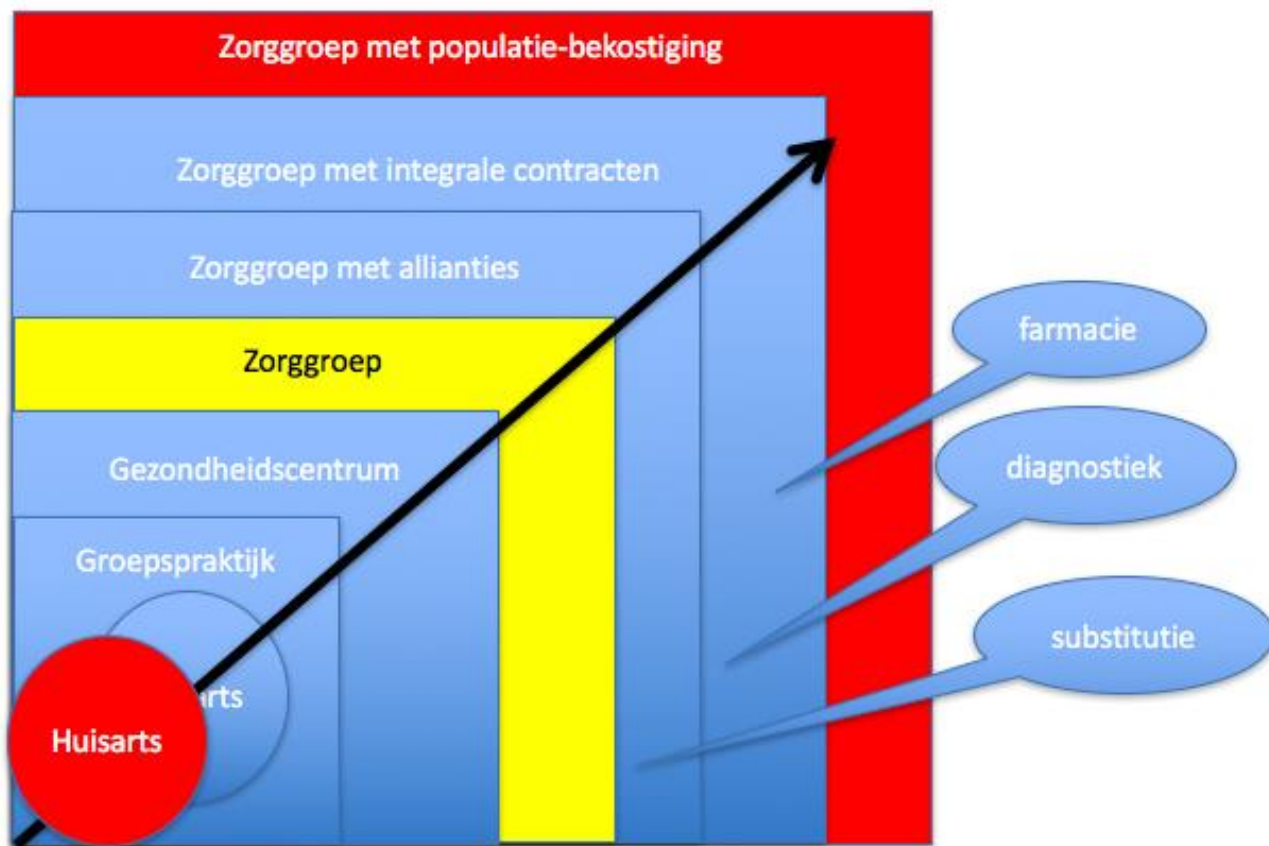 Zorggroep met populatie-bekostiging
Zorggroep met integrale contracten
Zorggroep met allianties
farmacie
Zorggroep
Gezondheidscentrum
diagnostiek
Groepspraktijk
substitutie
Huisarts